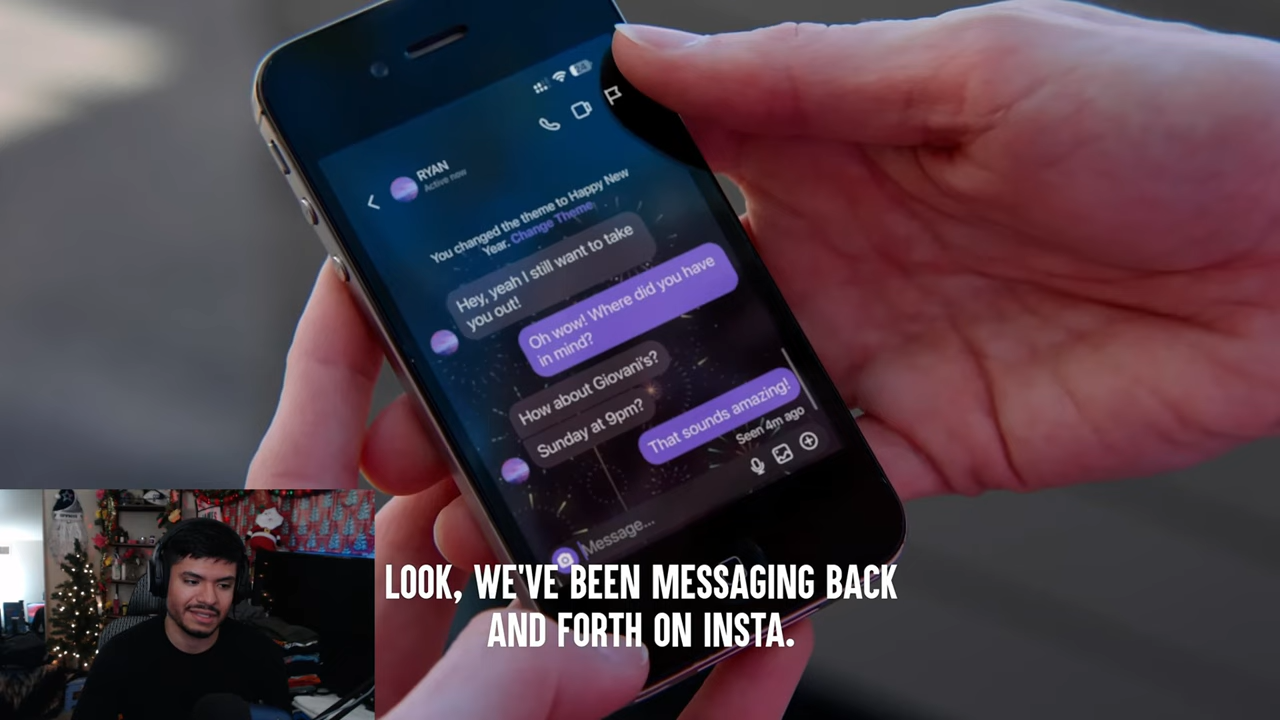 RYAN
Active now
You changed the theme to Happy New
Year. Change Theme
Hey, yeah I still want to take
you out!
Oh wow! Where did you have
in mind?
How about Giovani's?
Sunday at 9pm?
That sounds amazing!
Seen 4m ago
Message...
LOOK, WE'VE BEEN MESSAGING BACK
AND FORTH ON INSTA.